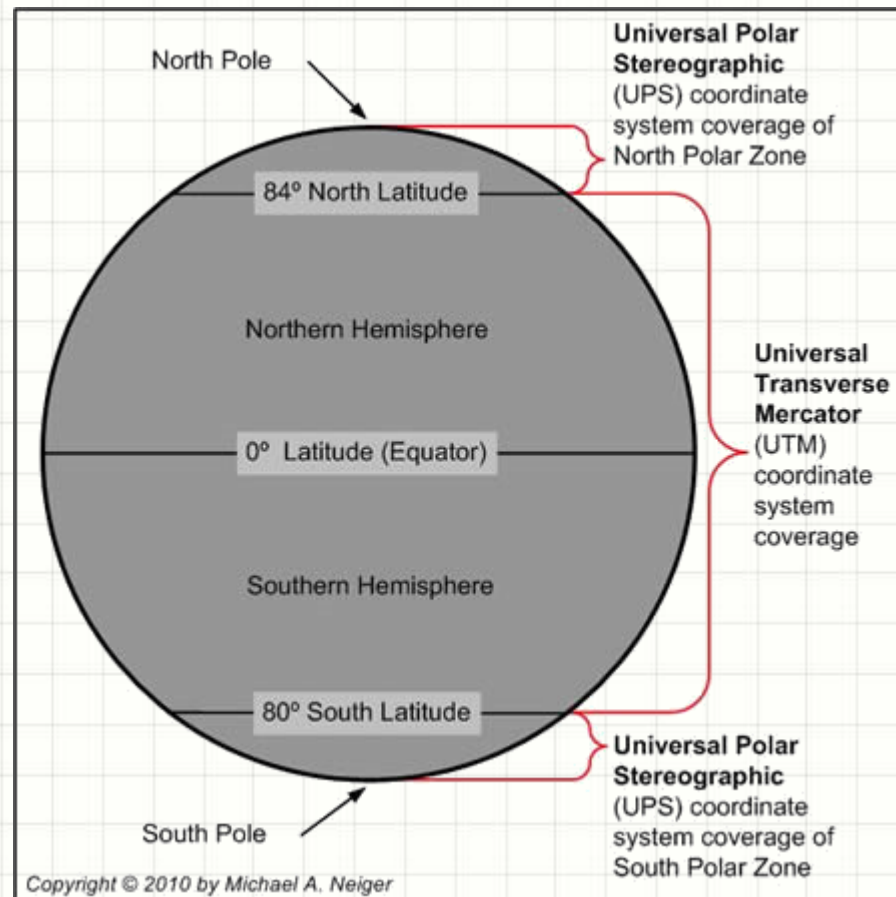 North Pole
Universal Polar
Stereographic
(UPS) coordinate
system coverage of
North Polar Zone
84º North Latitude
Northern Hemisphere
Universal
Transverse
Mercator
(UTM)
coordinate
system
coverage
0º Latitude (Equator)
Southern Hemisphere
80º South Latitude
Universal Polar
Stereographic
(UPS) coordinate
system coverage of
South Polar Zone
South Pole
Copyright © 2010 by Michael A. Neiger